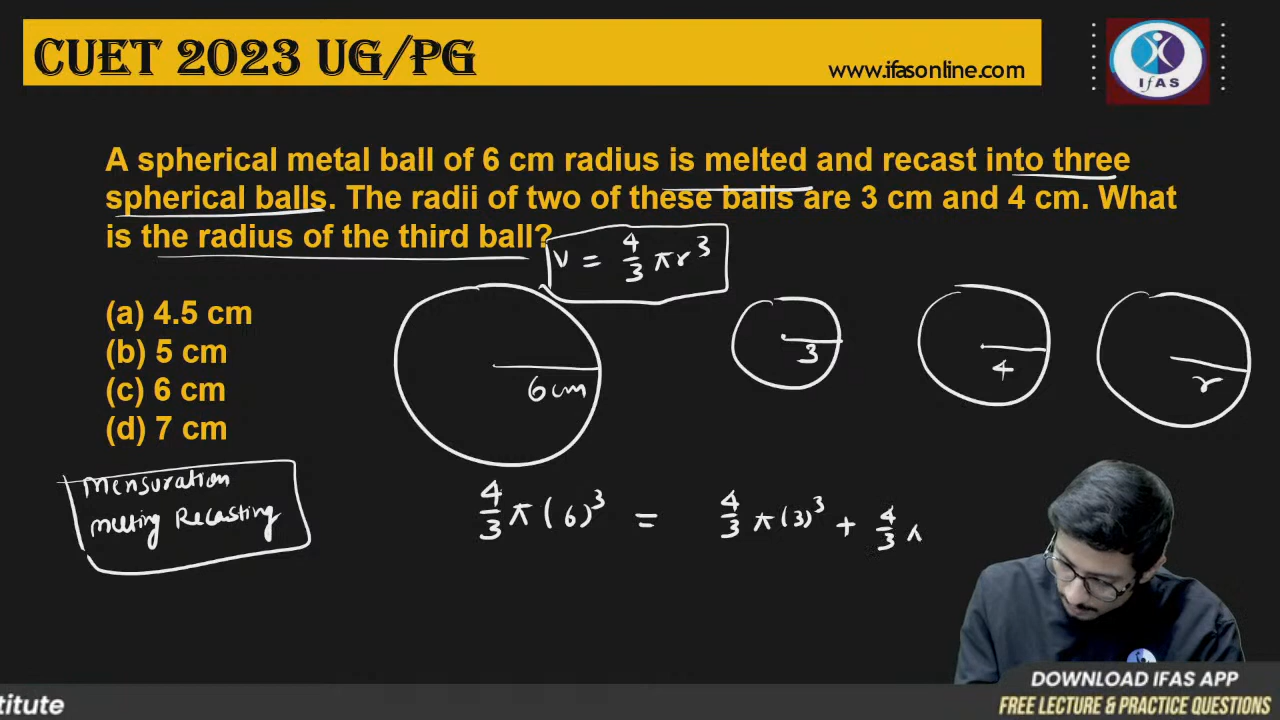 CUET 2023 UG/PG
www.ifasonline.com
IfAS
A spherical metal ball of 6 cm radius is melted and recast into three
spherical balls. The radii of two of these balls are 3 cm and 4 cm. What
is the radius of the third ball?
V = 4/3 πr³
(a) 4.5 cm
(b) 5 cm
(c) 6 cm
(d) 7 cm
6cm
3
4
r
Mensuration
Melting Recasting
4/3 π(6)³ = 4/3 π(3)³ + 4/3 π
DOWNLOAD IFAS APP
FREE LECTURE & PRACTICE QUESTIONS
titute